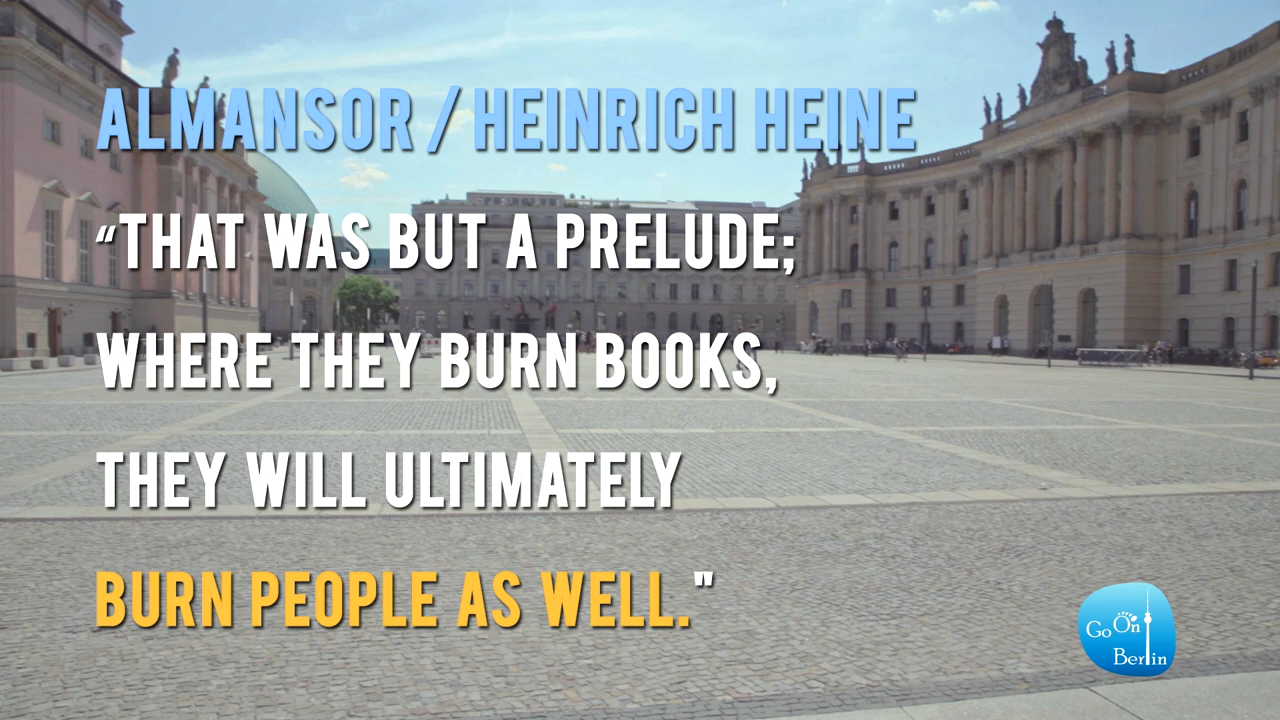 ALMANSOR / HEINRICH HEINE
“THAT WAS BUT A PRELUDE;
WHERE THEY BURN BOOKS,
THEY WILL ULTIMATELY
BURN PEOPLE AS WELL."
Go On
Berlin